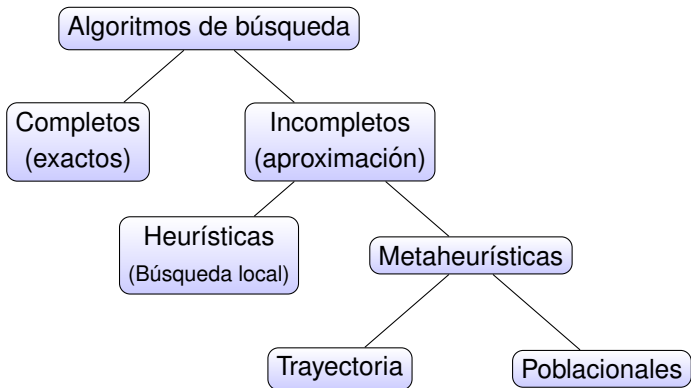 Algoritmos de búsqueda
Completos
(exactos)
Incompletos
(aproximación)
Heurísticas
(Búsqueda local)
Metaheurísticas
Trayectoria
Poblacionales